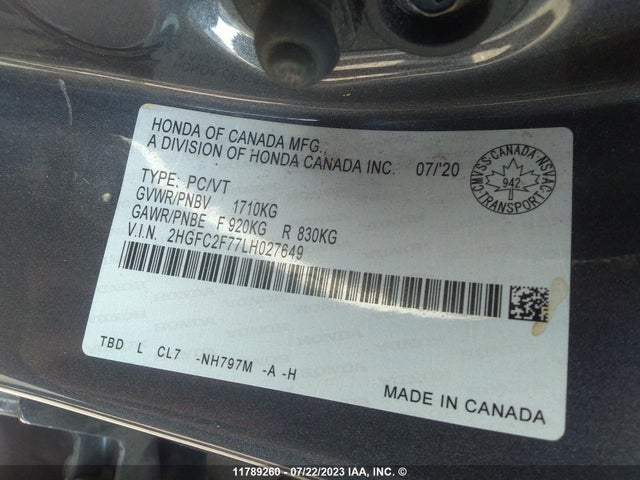 HONDA OF CANADA MFG.,
A DIVISION OF HONDA CANADA INC. 07/'20
CMVSS CANADA NSVAC
942
TRANSPORT
TYPE: PC/VT
GVWR/PNBV 1710KG
GAWR/PNBE F 920KG R 830KG
V.I.N. 2HGFC2F77LH027649
TBD L CL7 -NH797M -A -H
MADE IN CANADA
11789260 - 07/22/2023 IAA, Inc. ©